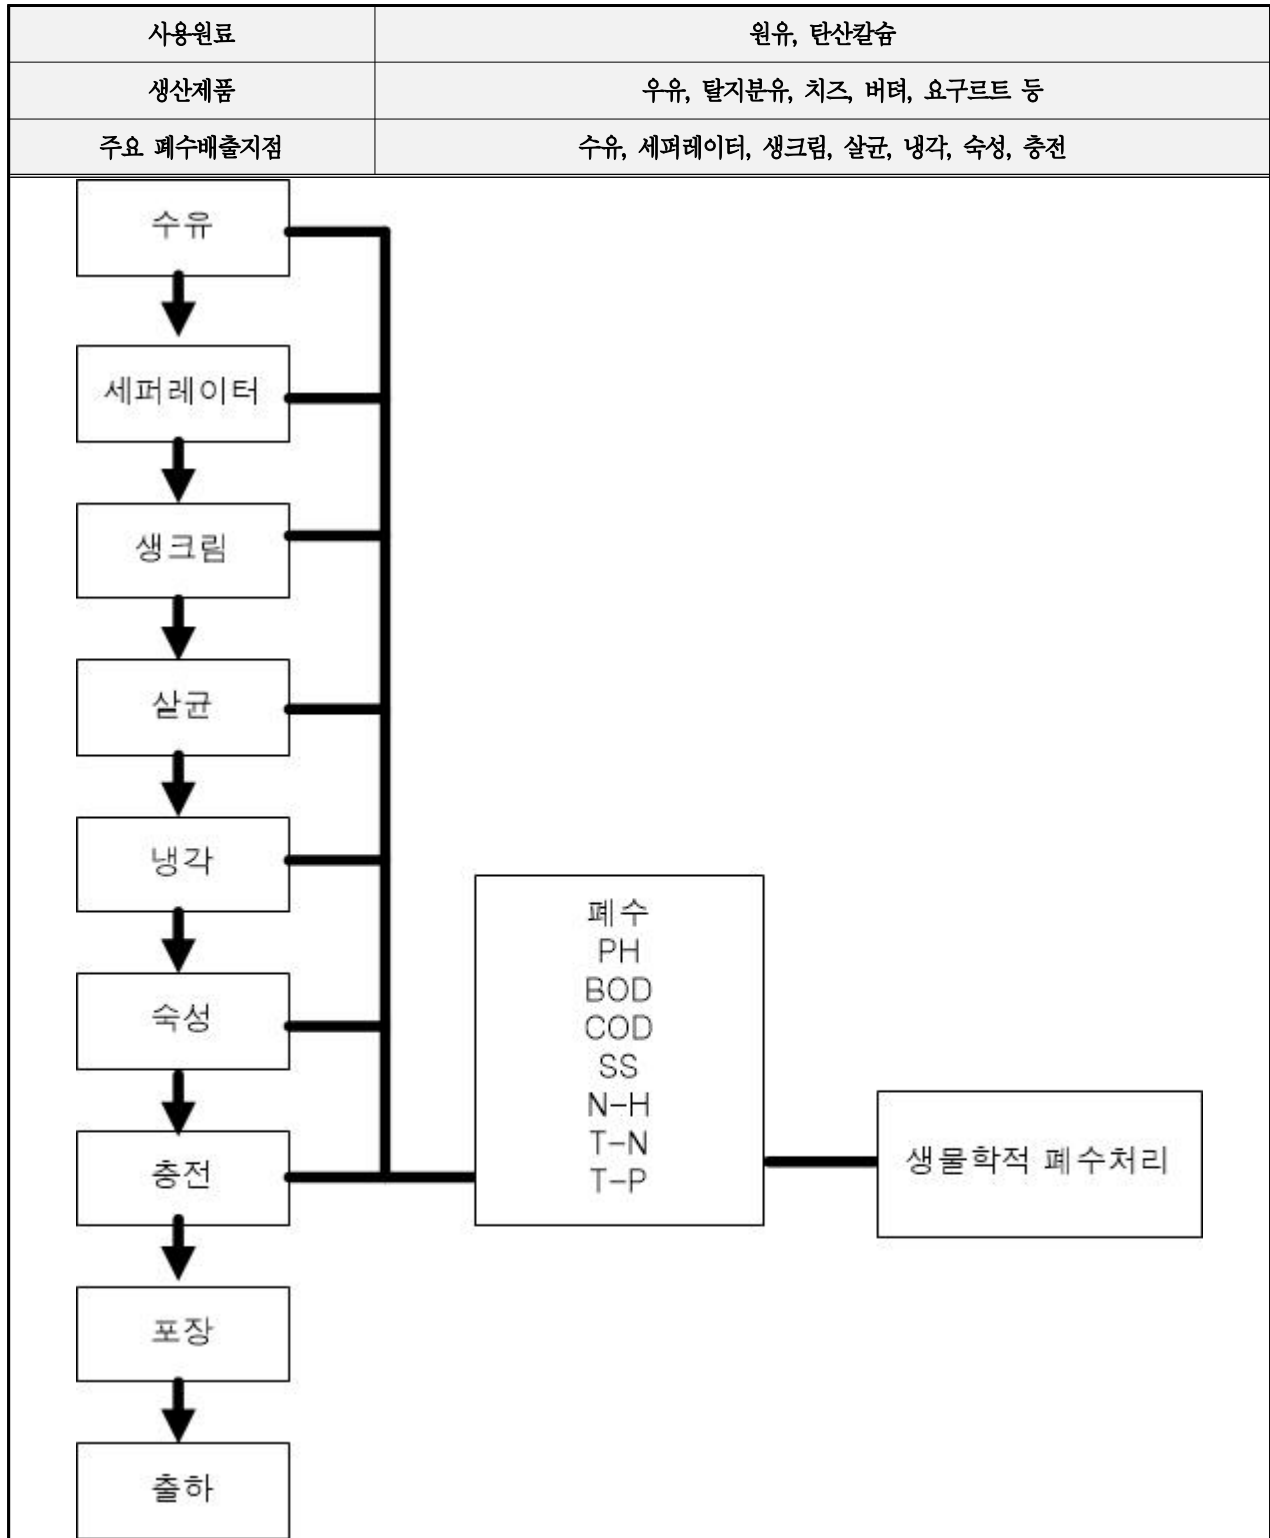 사용원료 원유, 탄산칼슘
생산제품 우유, 탈지분유, 치즈, 버텨, 요구르트 등
주요 폐수배출지점 수유, 세퍼레이터, 생크림, 살균, 냉각, 숙성, 충전
수유
세퍼레이터
생크림
살균
냉각
숙성
충전
포장
출하
폐수
PH
BOD
COD
SS
N-H
T-N
T-P
생물학적 폐수처리